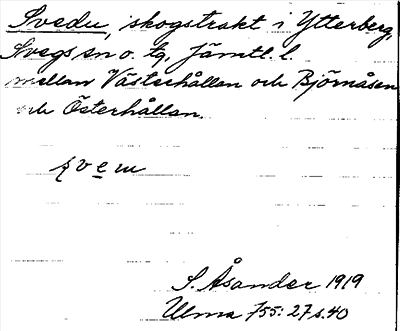 Svedu, skogstrakt i Ytterberg,
Svegs sn o. tg. Jämtl. l.
mellan Västerhållan och Björnåsen
och Österhållan.
S. Åsander 1919
Ulma 755: 27 s. 40